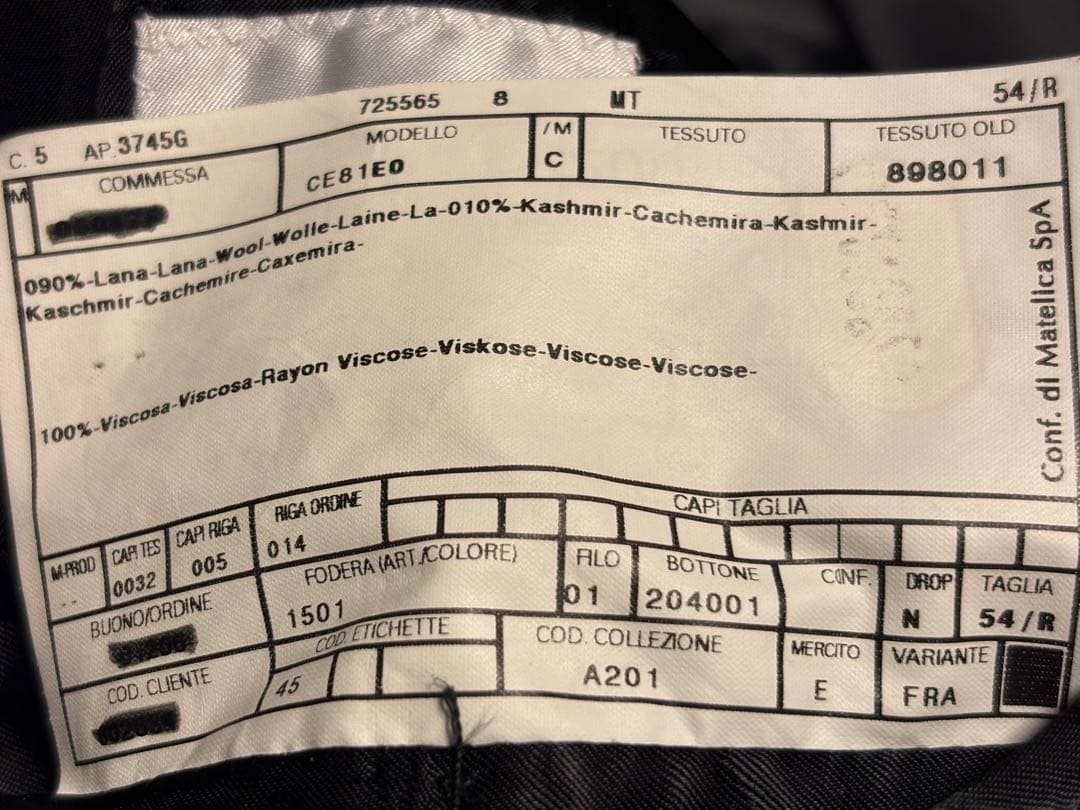 725565 8 MT 54/R
C. 5 AP.3745G
M COMMESSA MODELLO /M TESSUTO TESSUTO OLD
CE81E0 C 898011
090%-Lana-Lana-Wool-Wolle-Laine-La-010%-Kashmir-Cachemira-Kashmir-
Kaschmir-Cachemire-Caxemira-
100%-Viscosa-Viscosa-Rayon Viscose-Viskose-Viscose-Viscose-
Conf. di Matelica SpA
M-PROD CAPI TES CAPI RIGA RIGA ORDINE CAPI TAGLIA
-- 0032 005 014
BUONO/ORDINE FODERA (ART./COLORE) FILO BOTTONE CONF. DROP TAGLIA
1501 01 204001 N 54/R
COD. CLIENTE COD. ETICHETTE COD. COLLEZIONE MERCITO VARIANTE
45 A201 E FRA